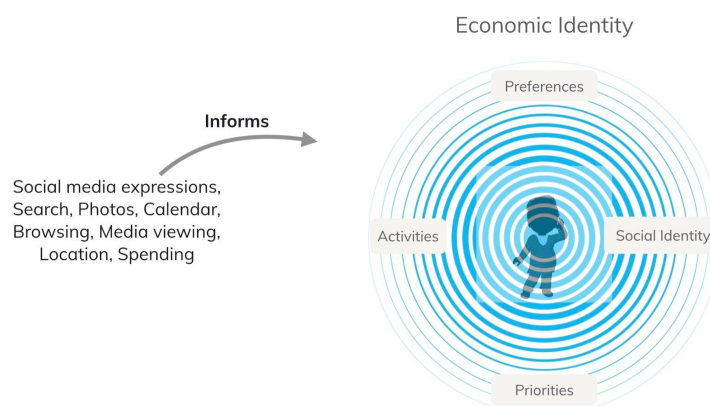 Economic Identity
Preferences
Informs
Social media expressions,
Search, Photos, Calendar,
Browsing, Media viewing,
Location, Spending
Activities
Social Identity
Priorities